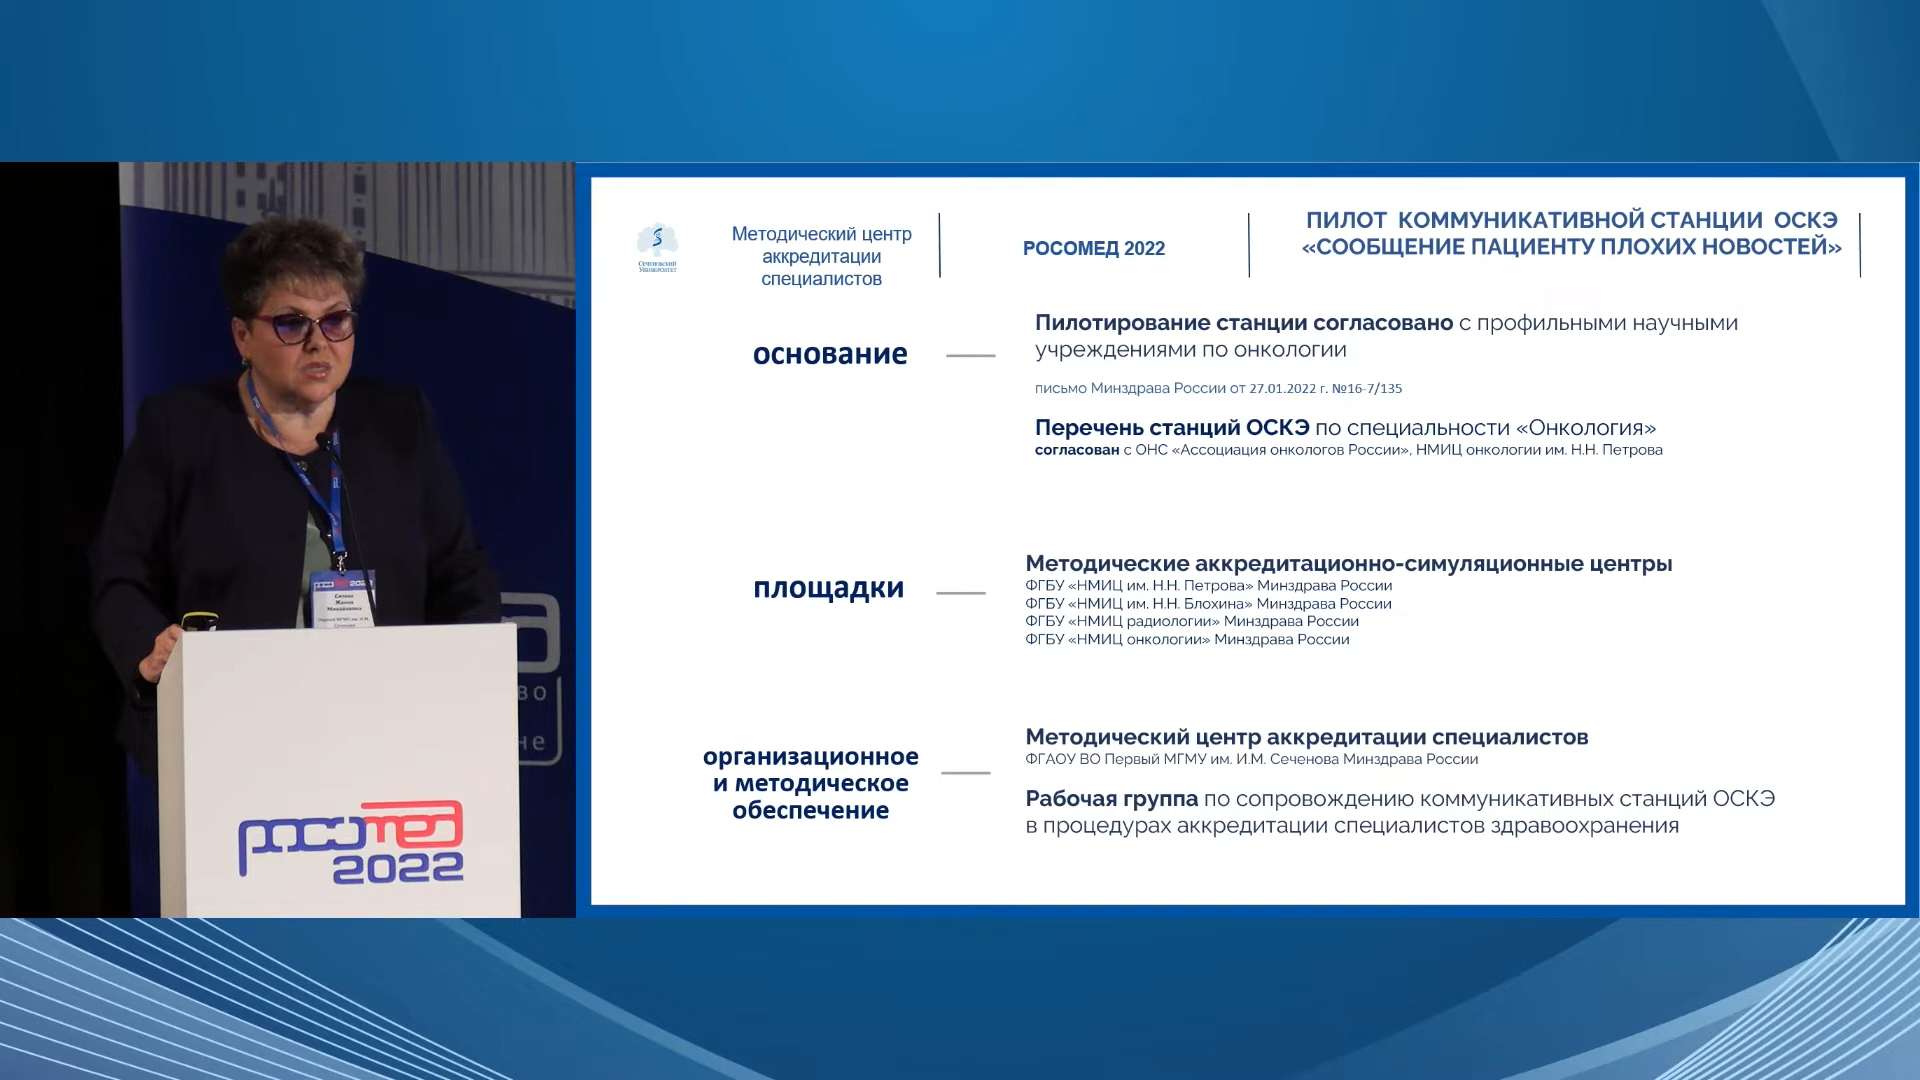 Методический центр
аккредитации
специалистов
РОСОМЕД 2022
ПИЛОТ КОММУНИКАТИВНОЙ СТАНЦИИ ОСКЭ
«СООБЩЕНИЕ ПАЦИЕНТУ ПЛОХИХ НОВОСТЕЙ»
Сеченовский
Университет
основание
Пилотирование станции согласовано с профильными научными
учреждениями по онкологии
письмо Минздрава России от 27.01.2022 г. №16-7/135
Перечень станций ОСКЭ по специальности «Онкология»
согласован с ОНС «Ассоциация онкологов России», НМИЦ онкологии им. Н.Н. Петрова
площадки
Методические аккредитационно-симуляционные центры
ФГБУ «НМИЦ им. Н.Н. Петрова» Минздрава России
ФГБУ «НМИЦ им. Н.Н. Блохина» Минздрава России
ФГБУ «НМИЦ радиологии» Минздрава России
ФГБУ «НМИЦ онкологии» Минздрава России
организационное
и методическое
обеспечение
Методический центр аккредитации специалистов
ФГАОУ ВО Первый МГМУ им. И.М. Сеченова Минздрава России
Рабочая группа по сопровождению коммуникативных станций ОСКЭ
в процедурах аккредитации специалистов здравоохранения
Жанна
Михайловна
росомед
2022